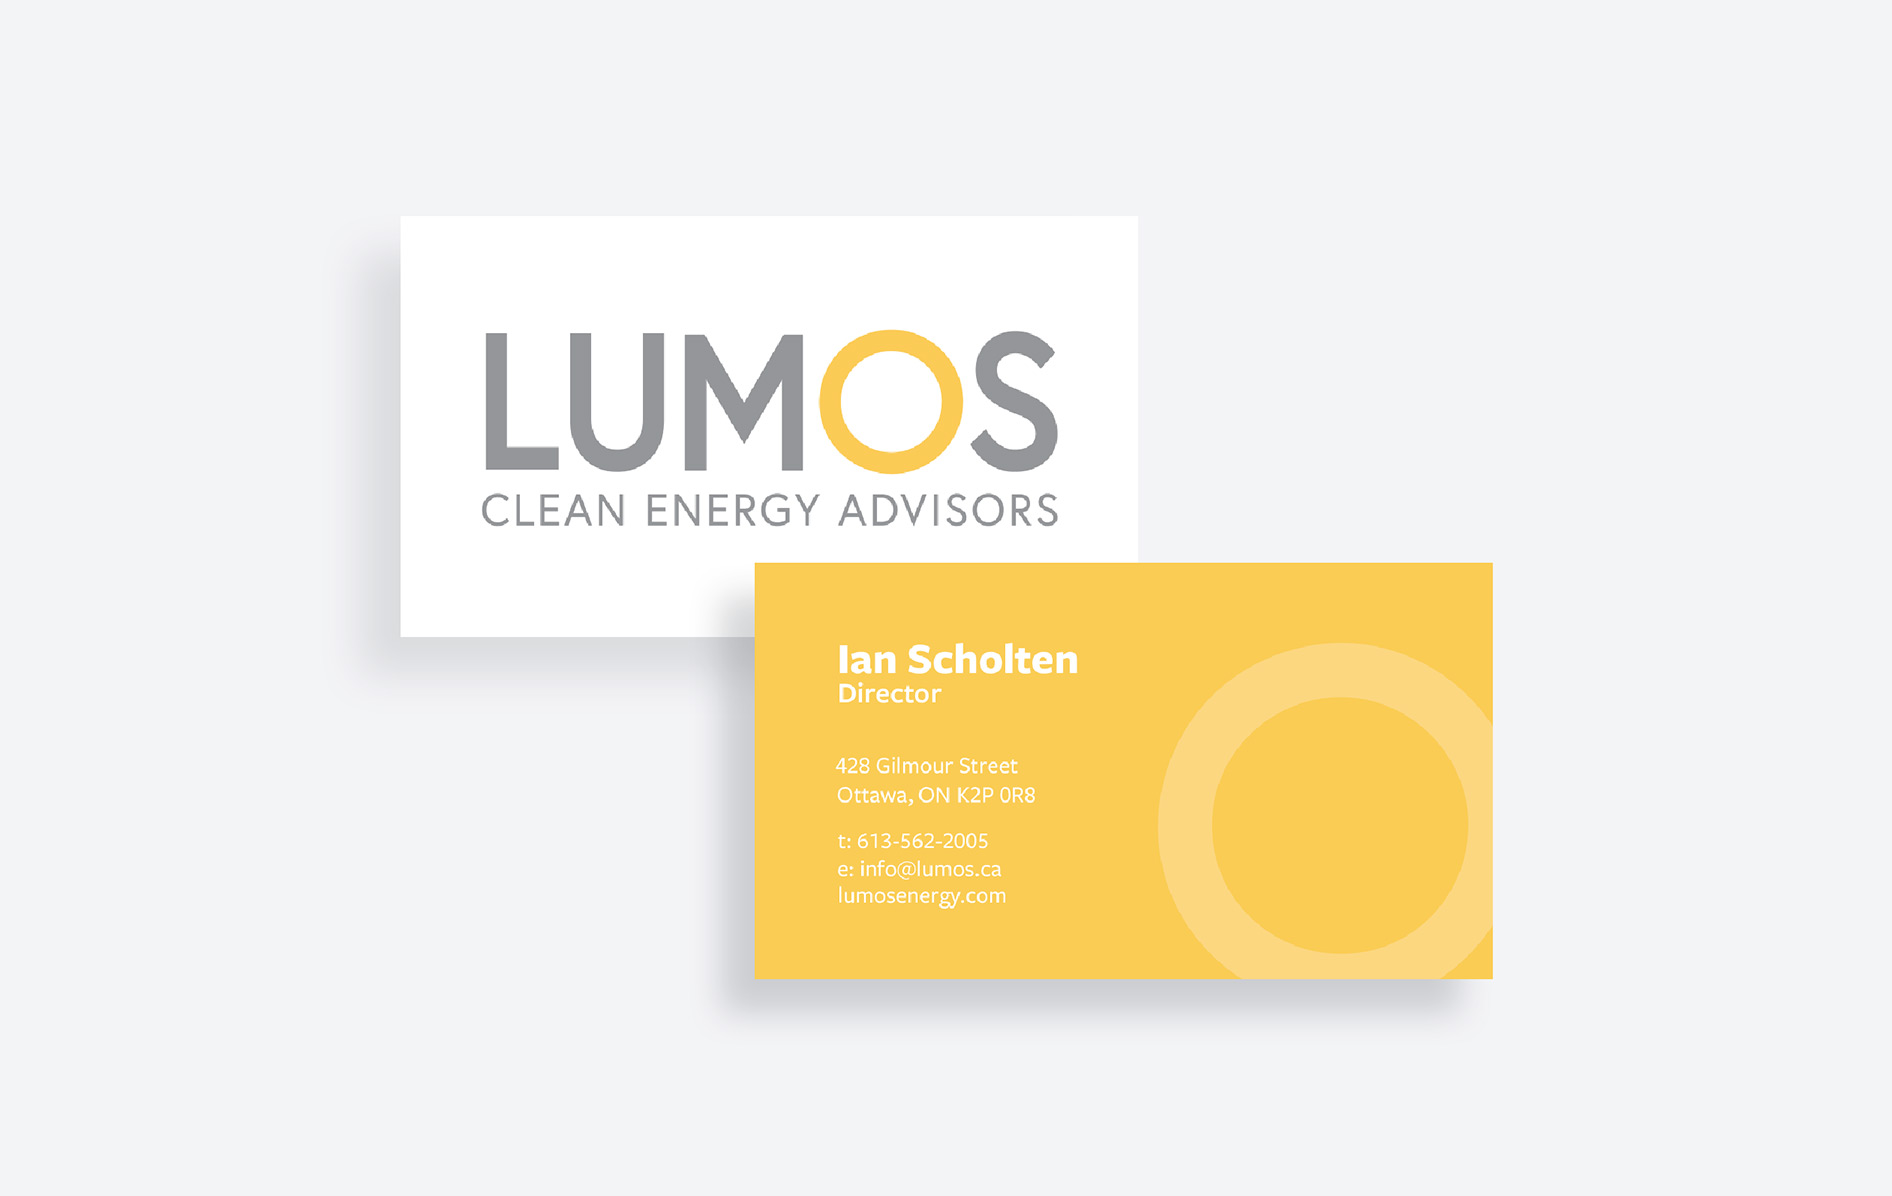 LUMOS
CLEAN ENERGY ADVISORS
Ian Scholten
Director
428 Gilmour Street
Ottawa, ON K2P 0R8
t: 613-562-2005
e: info@lumos.ca
lumosenergy.com